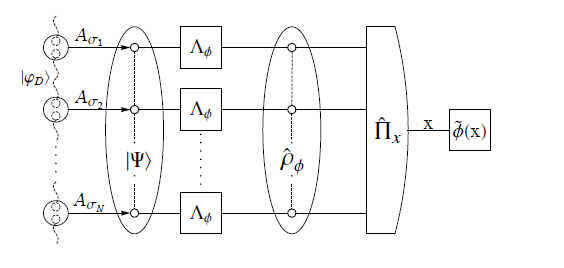 A_{σ_1} Λ_ϕ
|φ_D⟩
A_{σ_2} Λ_ϕ
|Ψ⟩ ρ̂_ϕ Π̂_x x ϕ̃(x)
A_{σ_N} Λ_ϕ